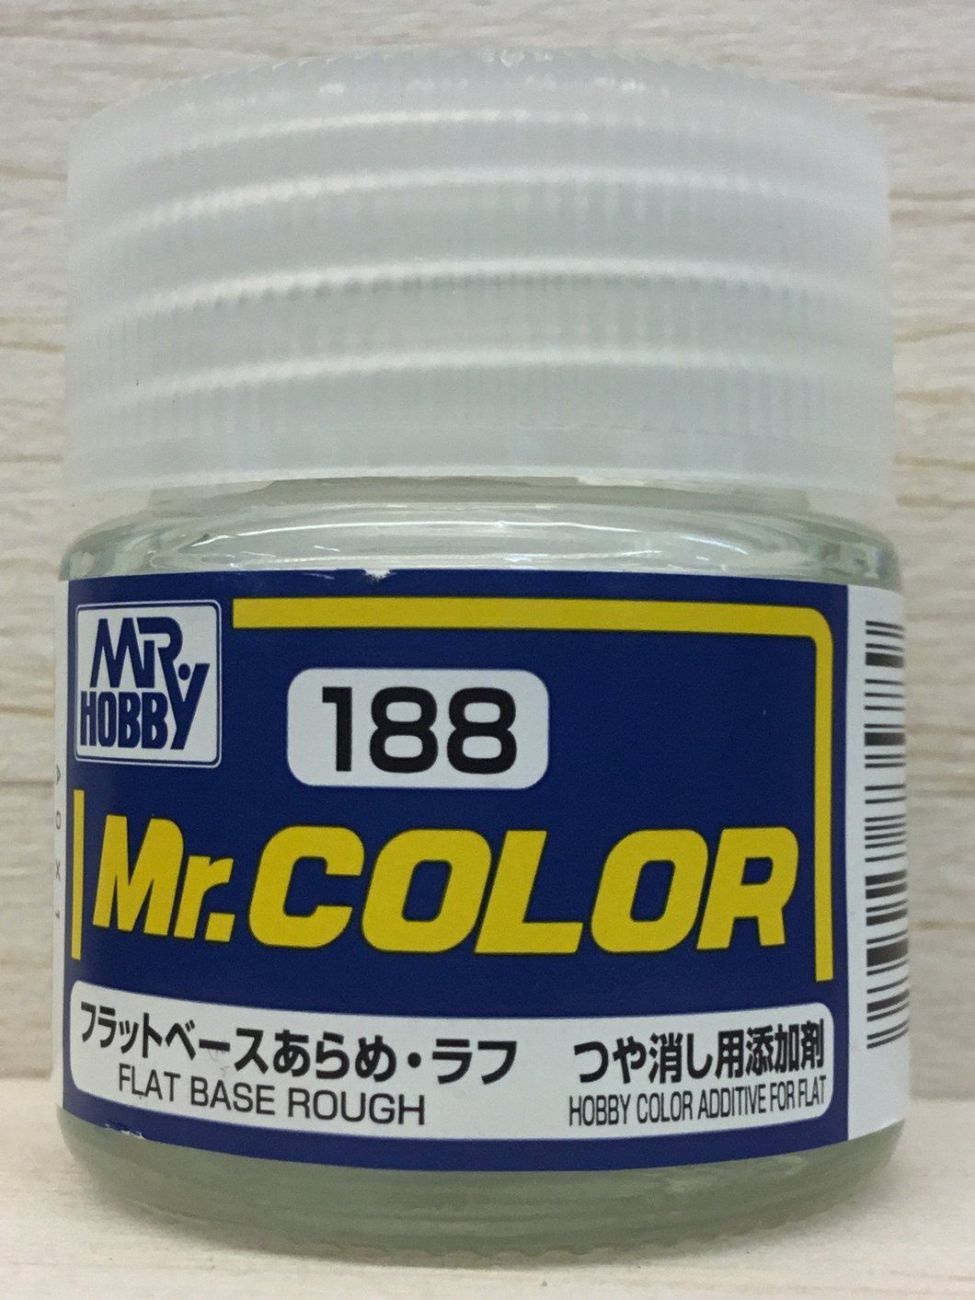 MR.
HOBBY
188
Mr.COLOR
フラットベースあらめ・ラフ
FLAT BASE ROUGH
つや消し用添加剤
HOBBY COLOR ADDITIVE FOR FLAT